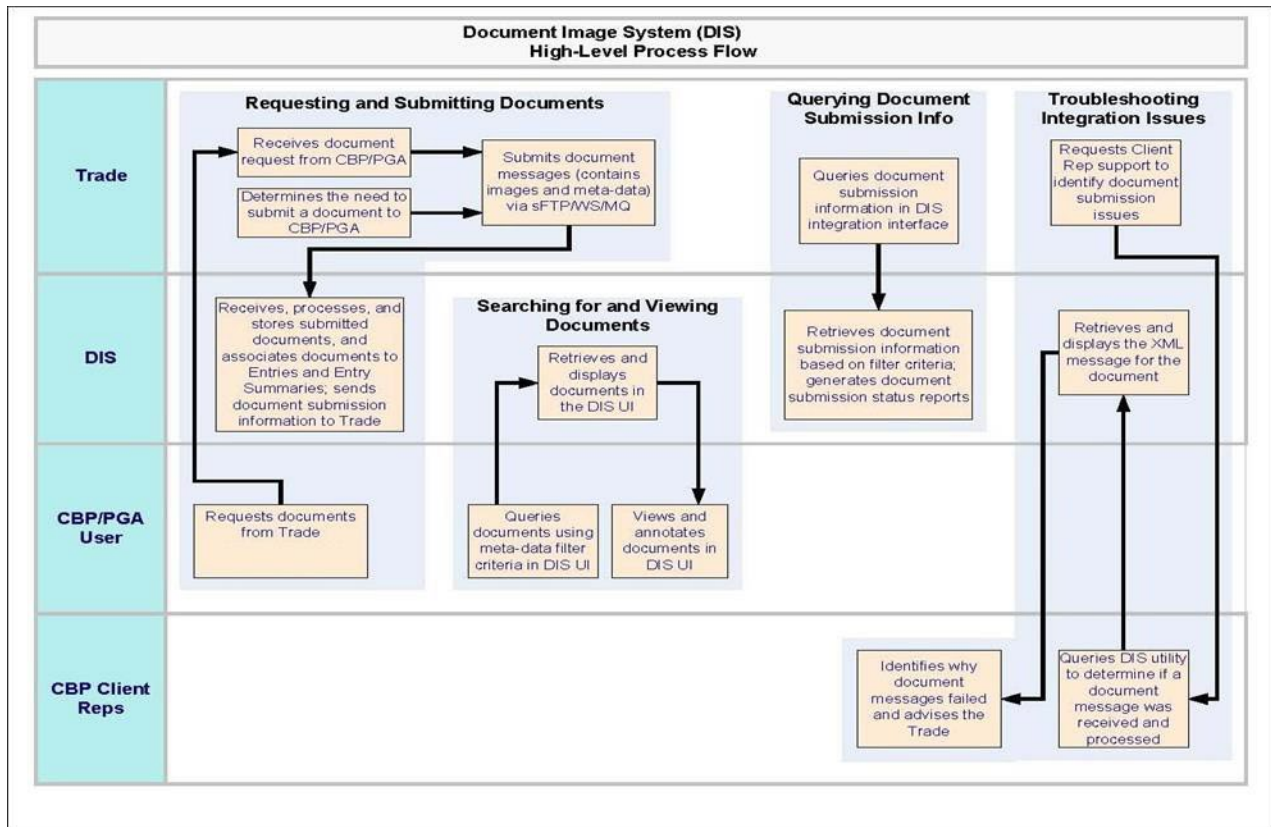 Document Image System (DIS)
High-Level Process Flow
Trade
Requesting and Submitting Documents
Receives document
request from CBP/PGA
Determines the need to
submit a document to
CBP/PGA
Submits document
messages (contains
images and meta-data)
via sFTP/WS/MQ
Querying Document
Submission Info
Queries document
submission
information in DIS
integration interface
Troubleshooting
Integration Issues
Requests Client
Rep support to
identify document
submission
issues
DIS
Receives, processes, and
stores submitted
documents, and
associates documents to
Entries and Entry
Summaries; sends
document submission
information to Trade
Searching for and Viewing
Documents
Retrieves and
displays
documents in
the DIS UI
Retrieves document
submission information
based on filter criteria;
generates document
submission status reports
Retrieves and
displays the XML
message for the
document
CBP/PGA
User
Requests documents
from Trade
Queries
documents using
meta-data filter
criteria in DIS UI
Views and
annotates
documents in
DIS UI
CBP Client
Reps
Identifies why
document
messages failed
and advises the
Trade
Queries DIS utility
to determine if a
document
message was
received and
processed